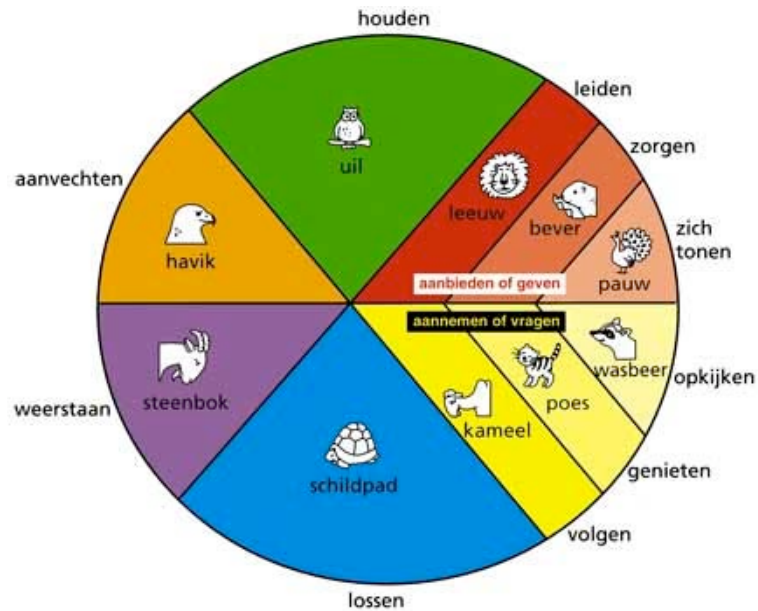 houden
leiden
zorgen
zich
tonen
opkijken
genieten
volgen
lossen
weerstaan
aanvechten
uil
leeuw
bever
pauw
havik
aanbieden of geven
aannemen of vragen
wasbeer
poes
kameel
schildpad
steenbok